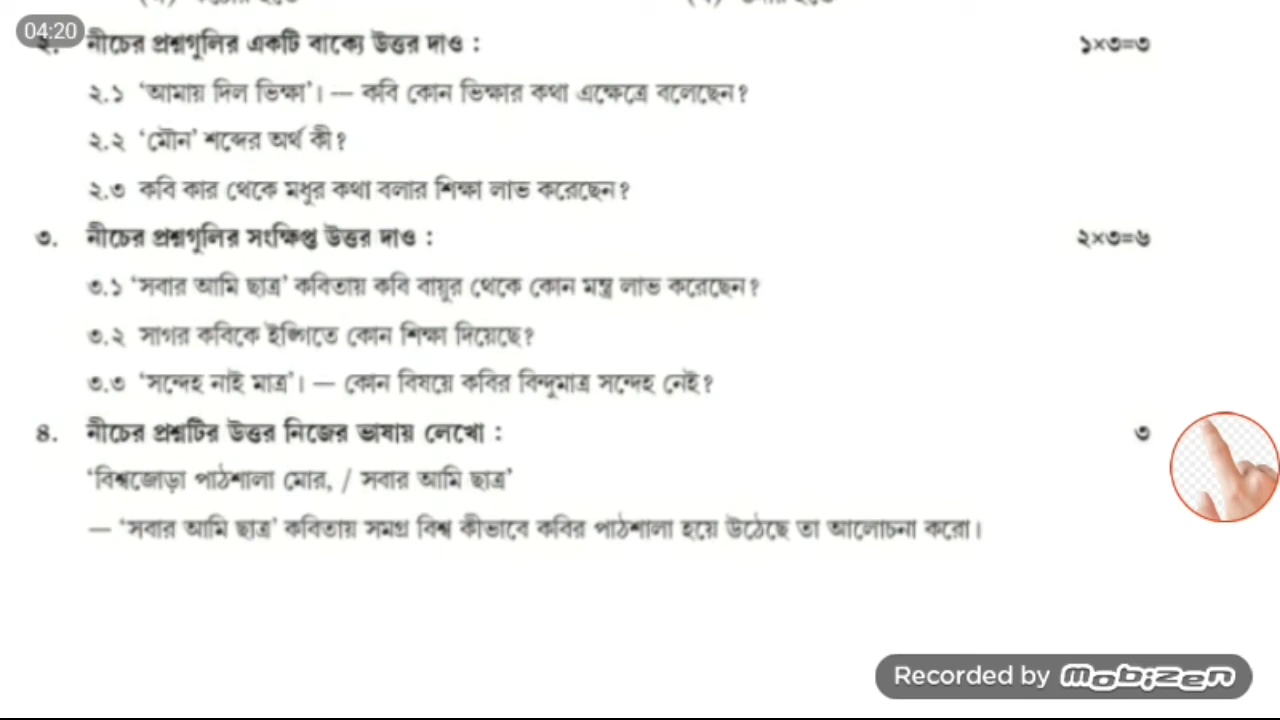 04:20
২. নীচের প্রশ্নগুলির একটি বাক্যে উত্তর দাও : ১×৩=৩
২.১ ‘আমায় দিল ভিক্ষা’। — কবি কোন ভিক্ষার কথা এক্ষেত্রে বলেছেন?
২.২ ‘মৌন’ শব্দের অর্থ কী?
২.৩ কবি কার থেকে মধুর কথা বলার শিক্ষা লাভ করেছেন?
৩. নীচের প্রশ্নগুলির সংক্ষিপ্ত উত্তর দাও : ২×৩=৬
৩.১ ‘সবার আমি ছাত্র’ কবিতায় কবি বায়ুর থেকে কোন মন্ত্র লাভ করেছেন?
৩.২ সাগর কবিকে ইঙ্গিতে কোন শিক্ষা দিয়েছে?
৩.৩ ‘সন্দেহ নাই মাত্র’। — কোন বিষয়ে কবির বিন্দুমাত্র সন্দেহ নেই?
৪. নীচের প্রশ্নটির উত্তর নিজের ভাষায় লেখো : ৩
‘বিশ্বজোড়া পাঠশালা মোর, / সবার আমি ছাত্র’
— ‘সবার আমি ছাত্র’ কবিতায় সমগ্র বিশ্ব কীভাবে কবির পাঠশালা হয়ে উঠেছে তা আলোচনা করো।
Recorded by mobizen